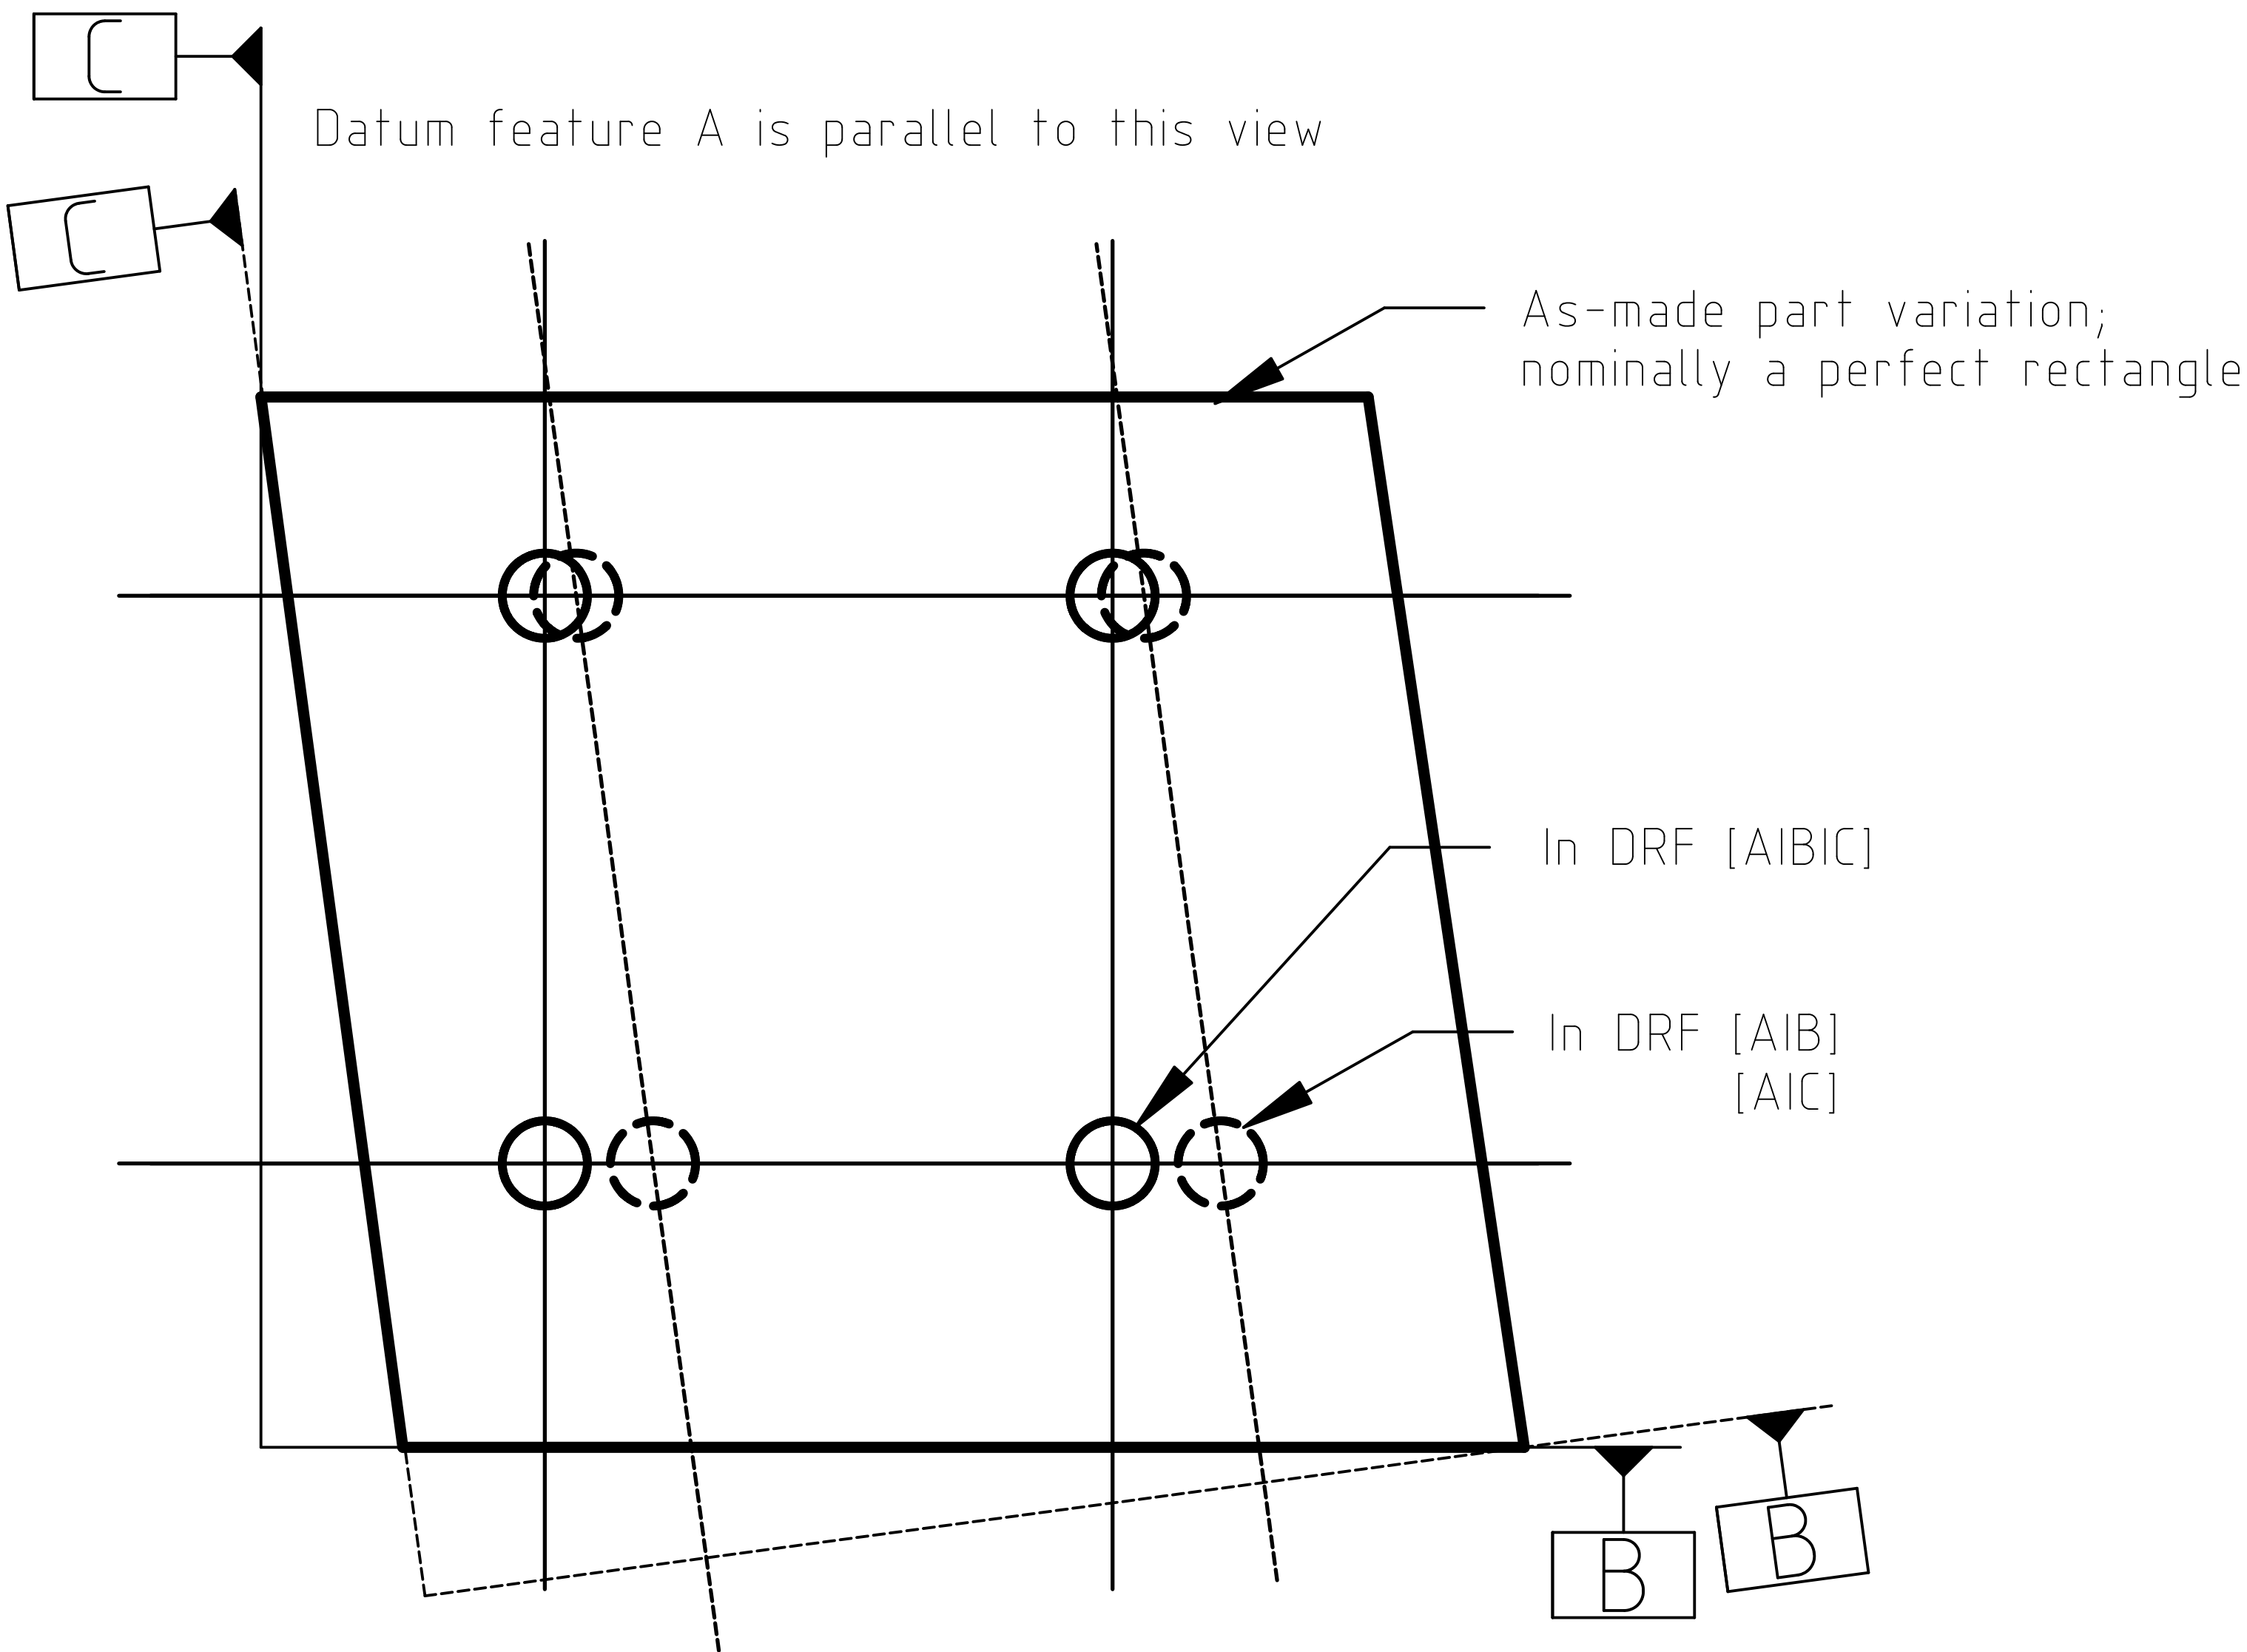 C
Datum feature A is parallel to this view
C
As-made part variation;
nominally a perfect rectangle
In DRF [A|B|C]
In DRF [A|B]
[A|C]
B
B